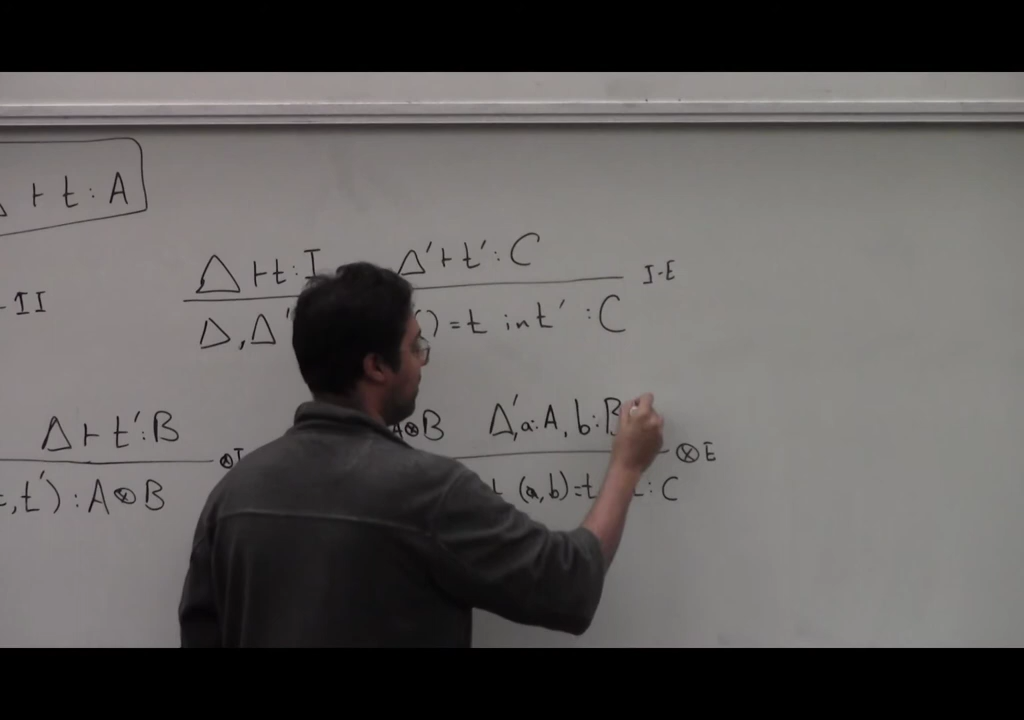 ⊢ t : A
Δ ⊢ t : I Δ' ⊢ t' : C
I-E
- II
Δ, Δ' () = t in t' : C
Δ ⊢ t' : B
A⊗B Δ', a : A, b : B
⊗I
⊗E
, t') : A⊗B
(a, b) = t : C